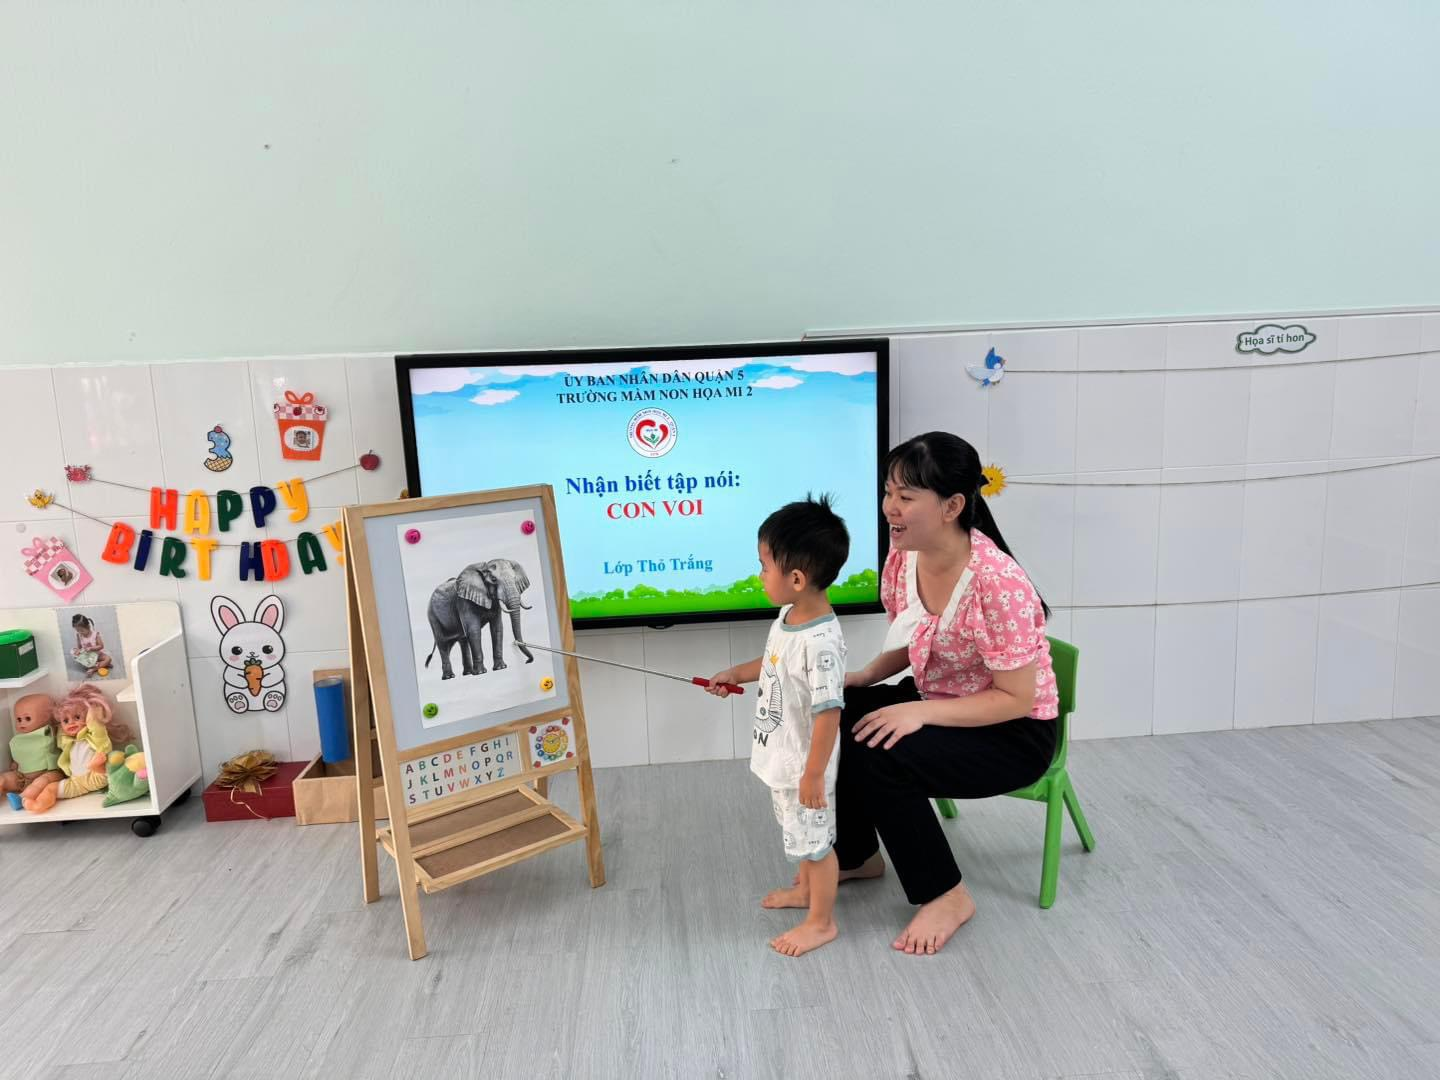 ỦY BAN NHÂN DÂN QUẬN 5
TRƯỜNG MẦM NON HỌA MI 2
Nhận biết tập nói:
CON VOI
Lớp Thỏ Trắng
Họa sĩ tí hon
3
HAPPY
BIRTHDAY
A B C D E F G H I
J K L M N O P Q R
S T U V W X Y Z